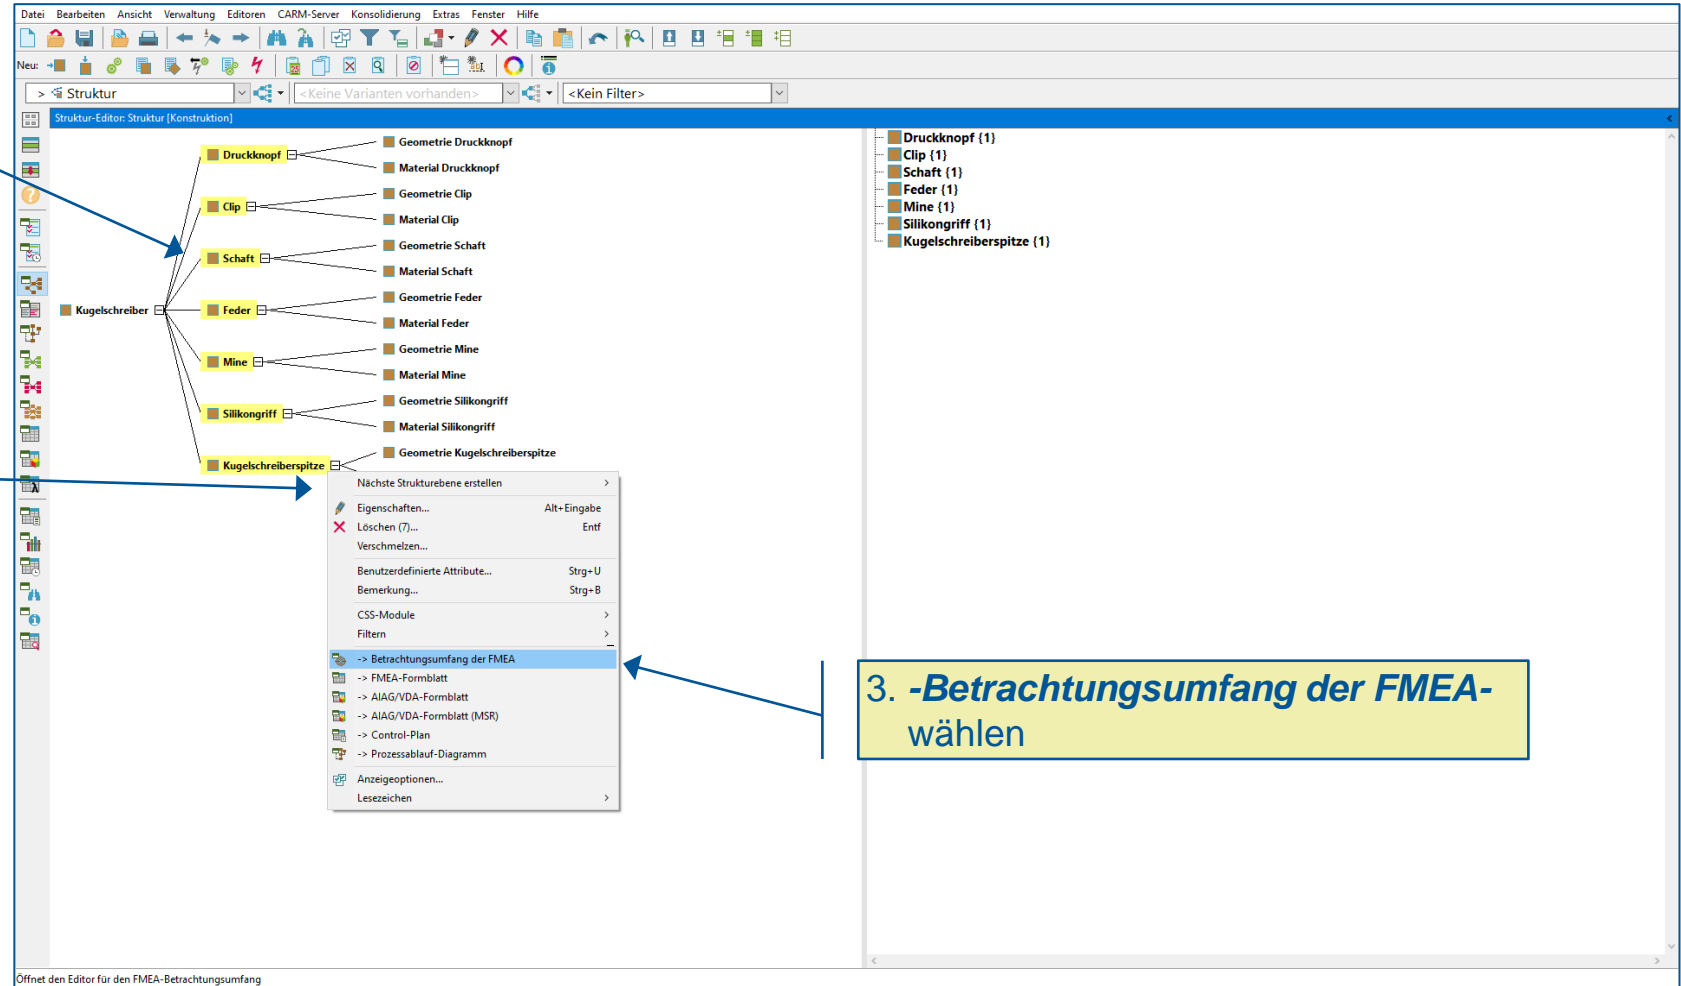 Datei Bearbeiten Ansicht Verwaltung Editoren CARM-Server Konsolidierung Extras Fenster Hilfe
Neu:
> Struktur <Keine Varianten vorhanden> <Kein Filter>
Struktur-Editor: Struktur [Konstruktion]
Kugelschreiber
Druckknopf
Geometrie Druckknopf
Material Druckknopf
Clip
Geometrie Clip
Material Clip
Schaft
Geometrie Schaft
Material Schaft
Feder
Geometrie Feder
Material Feder
Mine
Geometrie Mine
Material Mine
Silikongriff
Geometrie Silikongriff
Material Silikongriff
Kugelschreiberspitze
Geometrie Kugelschreiberspitze
Druckknopf {1}
Clip {1}
Schaft {1}
Feder {1}
Mine {1}
Silikongriff {1}
Kugelschreiberspitze {1}
Nächste Strukturebene erstellen >
Eigenschaften... Alt+Eingabe
Löschen (7)... Entf
Verschmelzen...
Benutzerdefinierte Attribute... Strg+U
Bemerkung... Strg+B
CSS-Module >
Filtern >
-> Betrachtungsumfang der FMEA
-> FMEA-Formblatt
-> AIAG/VDA-Formblatt
-> AIAG/VDA-Formblatt (MSR)
-> Control-Plan
-> Prozessablauf-Diagramm
Anzeigeoptionen...
Lesezeichen >
3. -Betrachtungsumfang der FMEA-
wählen
Öffnet den Editor für den FMEA-Betrachtungsumfang